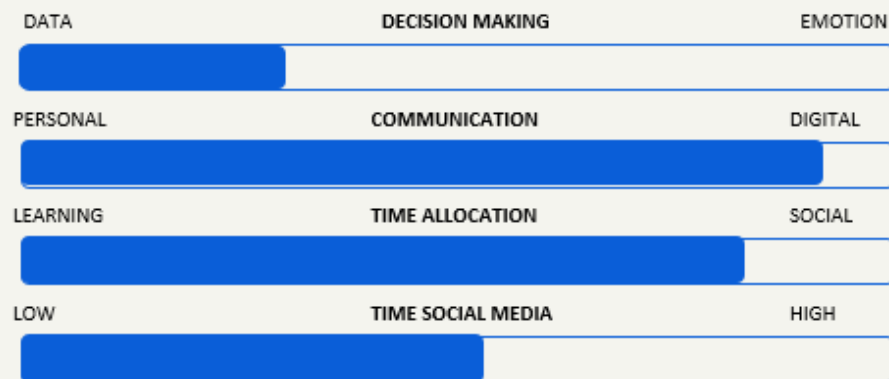 DATA DECISION MAKING EMOTION
PERSONAL COMMUNICATION DIGITAL
LEARNING TIME ALLOCATION SOCIAL
LOW TIME SOCIAL MEDIA HIGH